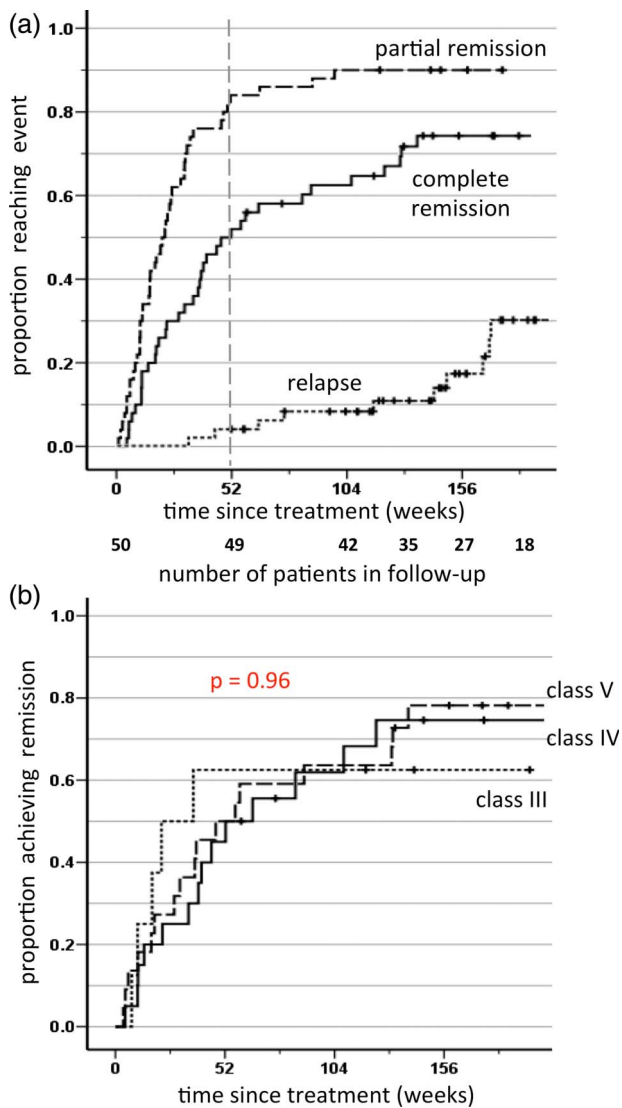 (a)
1.0
partial remission
0.8
complete
remission
0.6
0.4
relapse
0.2
0.0
proportion reaching event
0 52 104 156
time since treatment (weeks)
50 49 42 35 27 18
number of patients in follow-up
(b)
1.0
p = 0.96
class V
0.8
class IV
0.6
class III
0.4
0.2
0.0
proportion achieving remission
0 52 104 156
time since treatment (weeks)